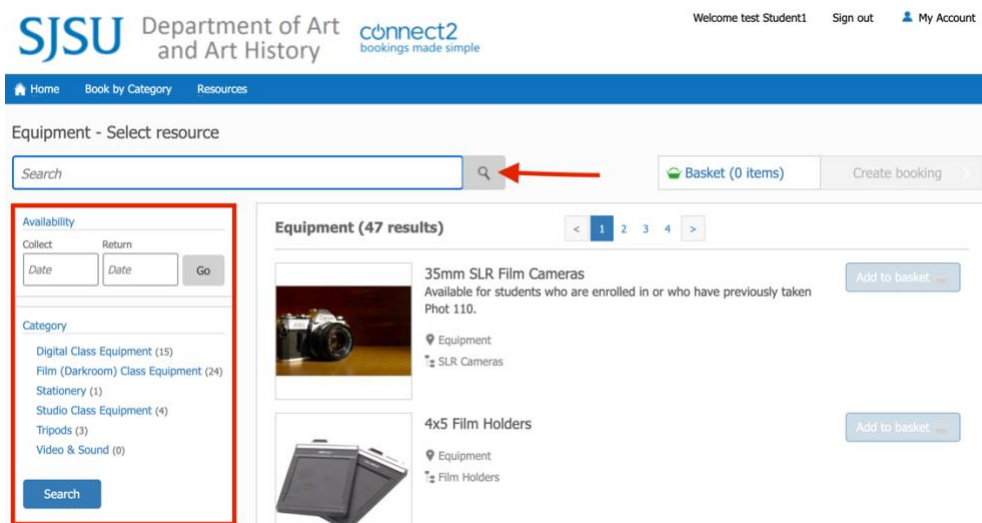 SJSU Department of Art
and Art History
connect2
bookings made simple
Welcome test Student1 Sign out My Account
Home Book by Category Resources
Equipment - Select resource
Search
Basket (0 items) Create booking
Availability
Collect Return
Date Date Go
Category
Digital Class Equipment (15)
Film (Darkroom) Class Equipment (24)
Stationery (1)
Studio Class Equipment (4)
Tripods (3)
Video & Sound (0)
Search
Equipment (47 results) < 1 2 3 4 >
35mm SLR Film Cameras
Available for students who are enrolled in or who have previously taken
Phot 110.
Equipment
SLR Cameras
Add to basket
4x5 Film Holders
Equipment
Film Holders
Add to basket